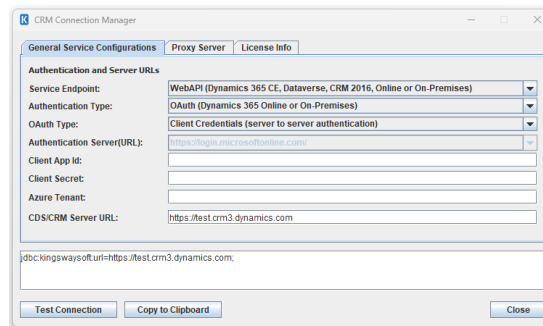 CRM Connection Manager
General Service Configurations Proxy Server License Info
Authentication and Server URLs
Service Endpoint: WebAPI (Dynamics 365 CE, Dataverse, CRM 2016, Online or On-Premises)
Authentication Type: OAuth (Dynamics 365 Online or On-Premises)
OAuth Type: Client Credentials (server to server authentication)
Authentication Server(URL): https://login.microsoftonline.com/
Client App Id:
Client Secret:
Azure Tenant:
CDS/CRM Server URL: https://test.crm3.dynamics.com
jdbc:kingswaysoft:url=https://test.crm3.dynamics.com;
Test Connection Copy to Clipboard Close